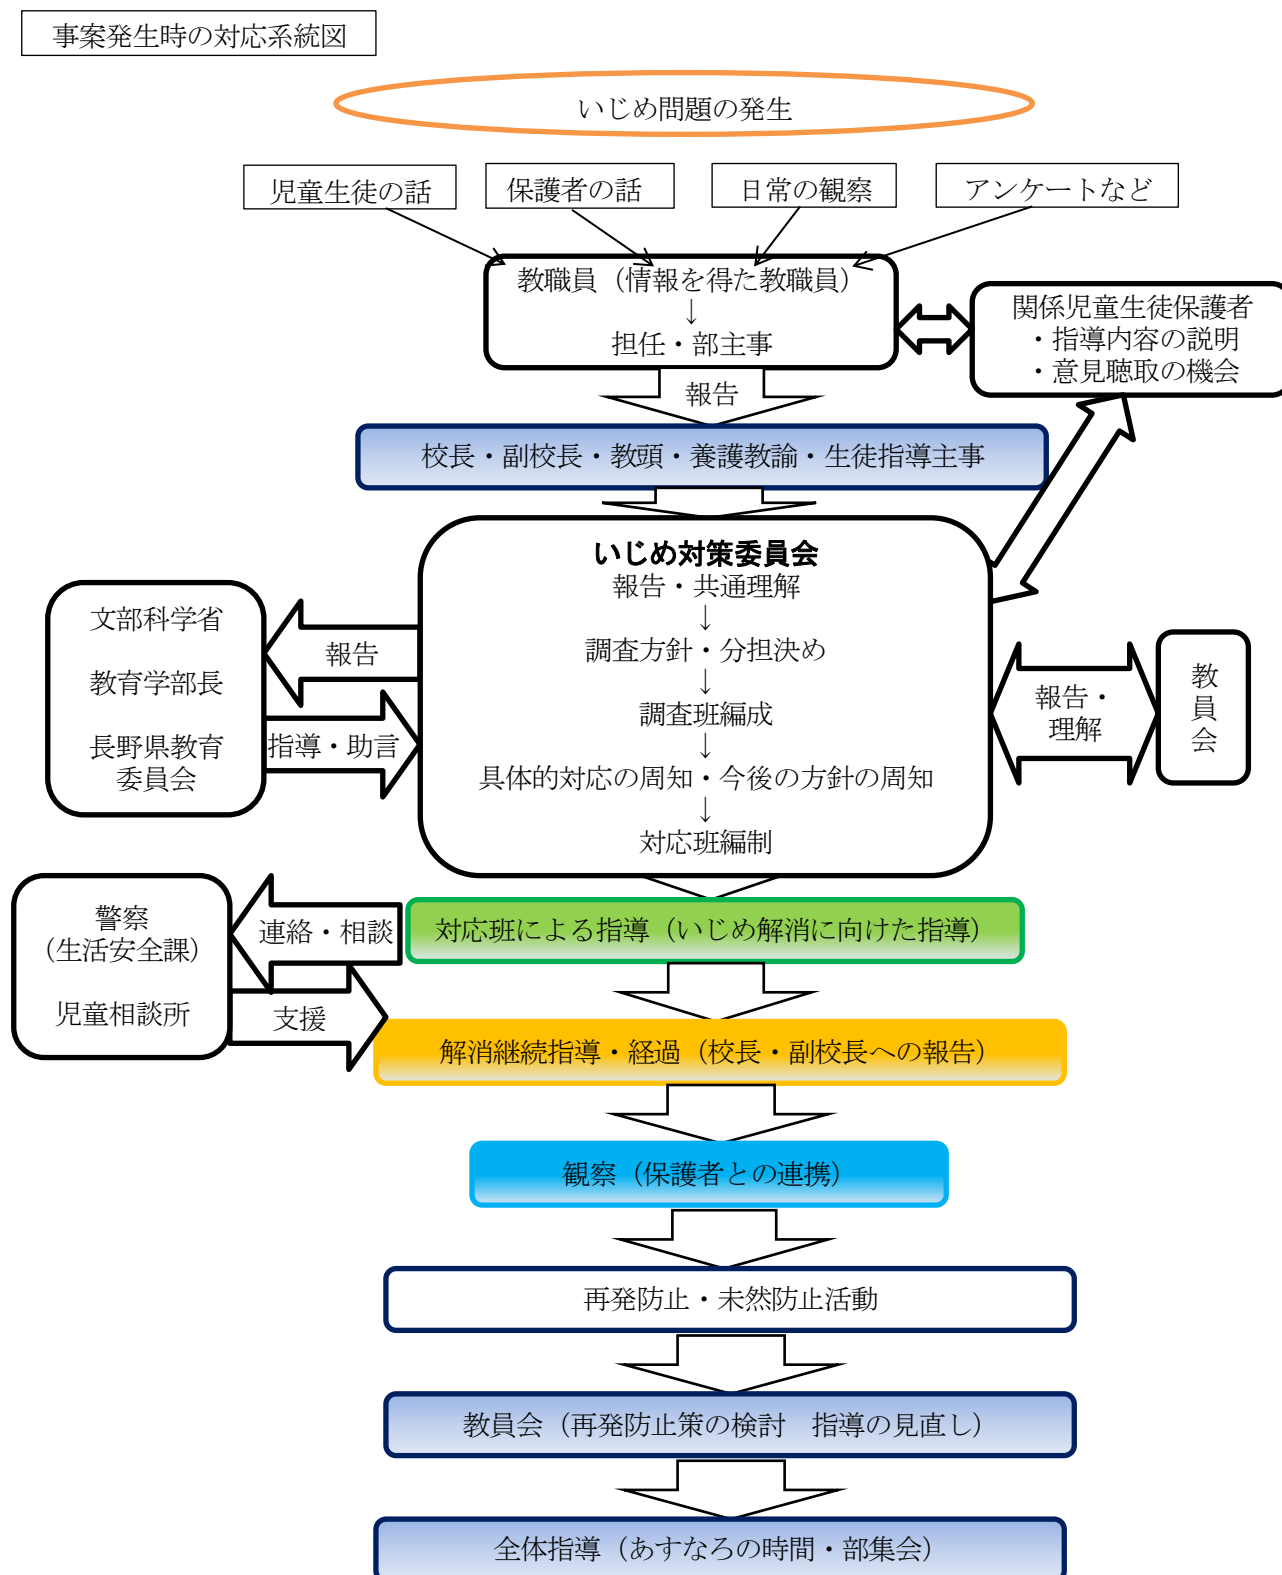 事案発生時の対応系統図
いじめ問題の発生
児童生徒の話
保護者の話
日常の観察
アンケートなど
教職員（情報を得た教職員）
↓
担任・部主事
関係児童生徒保護者
・指導内容の説明
・意見聴取の機会
報告
校長・副校長・教頭・養護教諭・生徒指導主事
いじめ対策委員会
報告・共通理解
↓
調査方針・分担決め
↓
調査班編成
↓
具体的対応の周知・今後の方針の周知
↓
対応班編制
文部科学省
教育学部長
長野県教育
委員会
報告
指導・助言
報告・
理解
教員会
警察
（生活安全課）
児童相談所
連絡・相談
支援
対応班による指導（いじめ解消に向けた指導）
解消継続指導・経過（校長・副校長への報告）
観察（保護者との連携）
再発防止・未然防止活動
教員会（再発防止策の検討　指導の見直し）
全体指導（あすなろの時間・部集会）